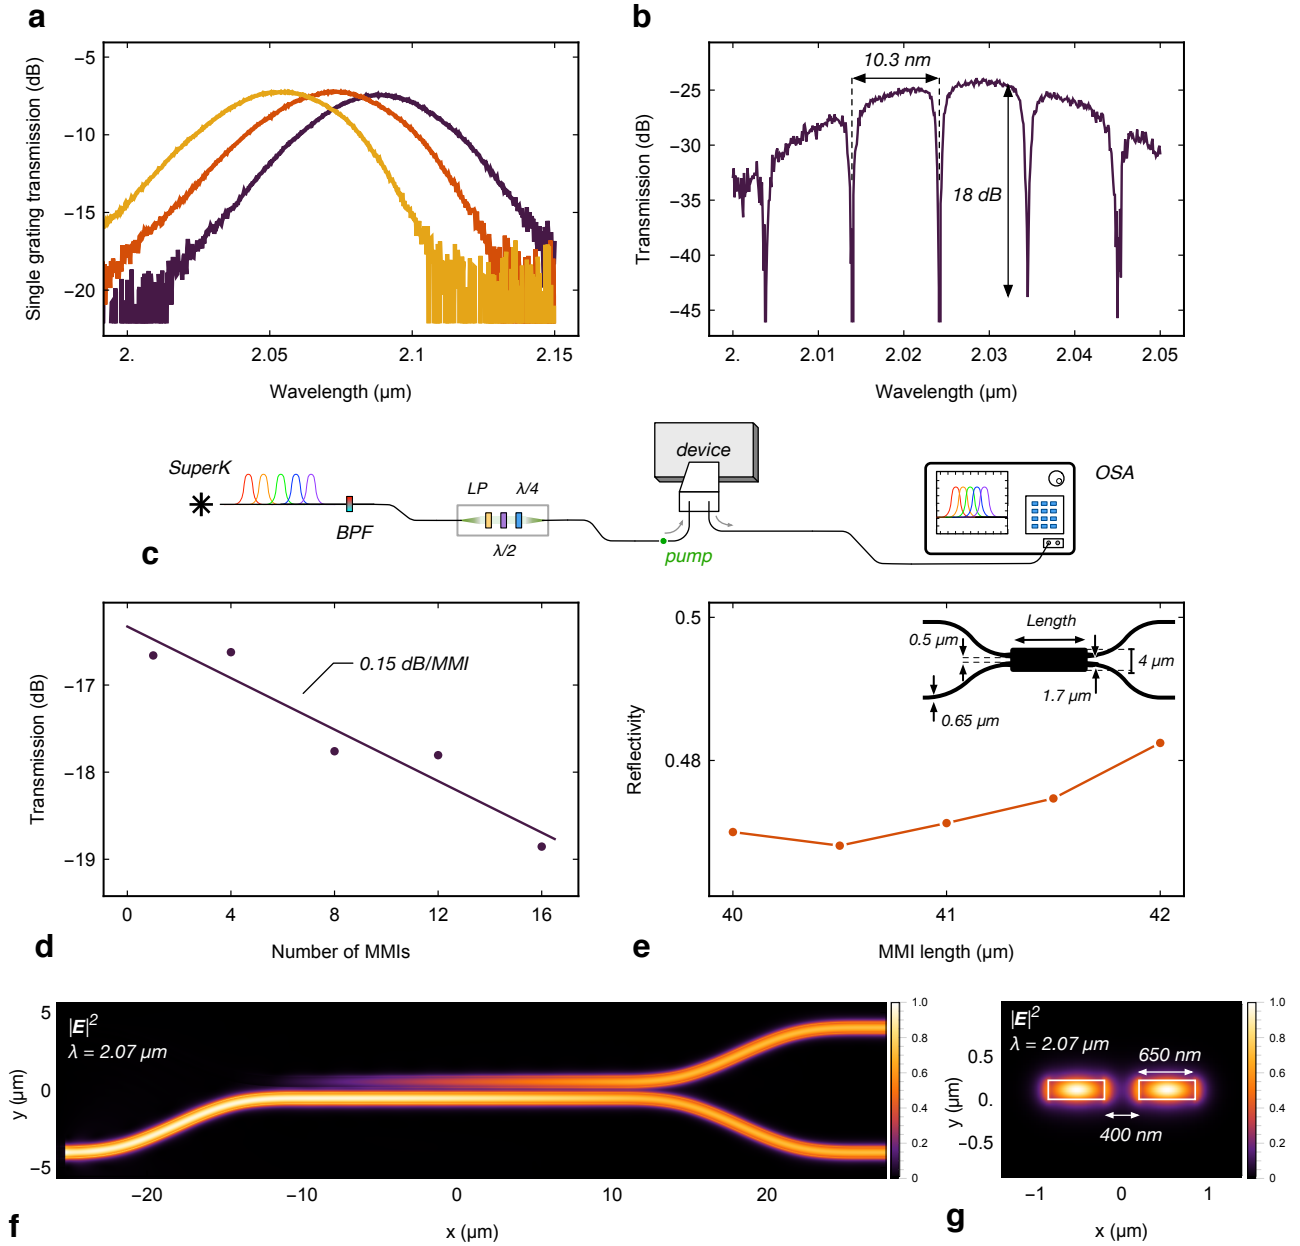 a
Single grating transmission (dB)
−5
−10
−15
−20
2.
2.05
2.1
2.15
Wavelength (µm)
b
Transmission (dB)
−25
−30
−35
−40
−45
10.3 nm
18 dB
2.
2.01
2.02
2.03
2.04
2.05
Wavelength (µm)
c
SuperK
BPF
LP
λ/4
λ/2
pump
device
OSA
d
Transmission (dB)
−17
−18
−19
0.15 dB/MMI
0
4
8
12
16
Number of MMIs
e
Reflectivity
0.5
0.48
Length
0.5 µm
4 µm
1.7 µm
0.65 µm
40
41
42
MMI length (µm)
f
|E|²
λ = 2.07 µm
y (µm)
5
0
−5
−20
−10
0
10
20
x (µm)
1.0
0.8
0.6
0.4
0.2
0
g
|E|²
λ = 2.07 µm
650 nm
400 nm
y (µm)
0.5
0.
−0.5
−1
0
1
x (µm)
1.0
0.8
0.6
0.4
0.2
0